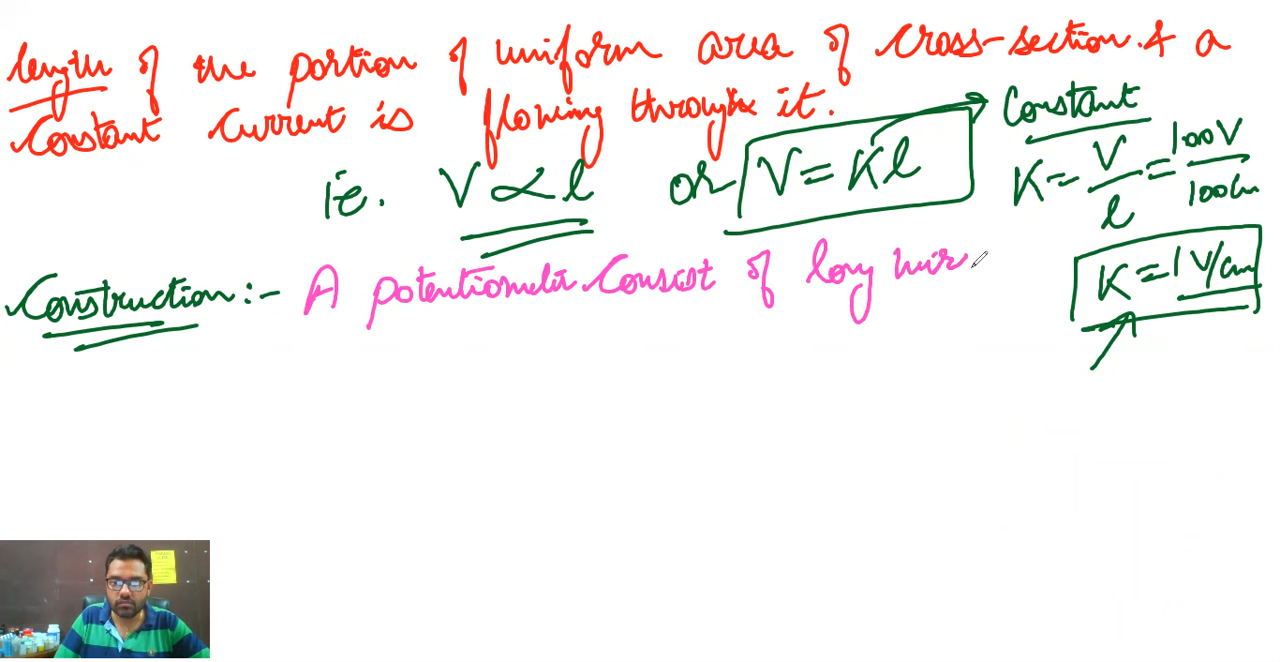 length of the portion of uniform area of cross-section & a
constant current is flowing through it.
Constant
i.e. V ∝ l or V = Kl
K = V/l = 100V/100cm
K = 1 V/cm
Construction:- A potentiometer consist of long wire